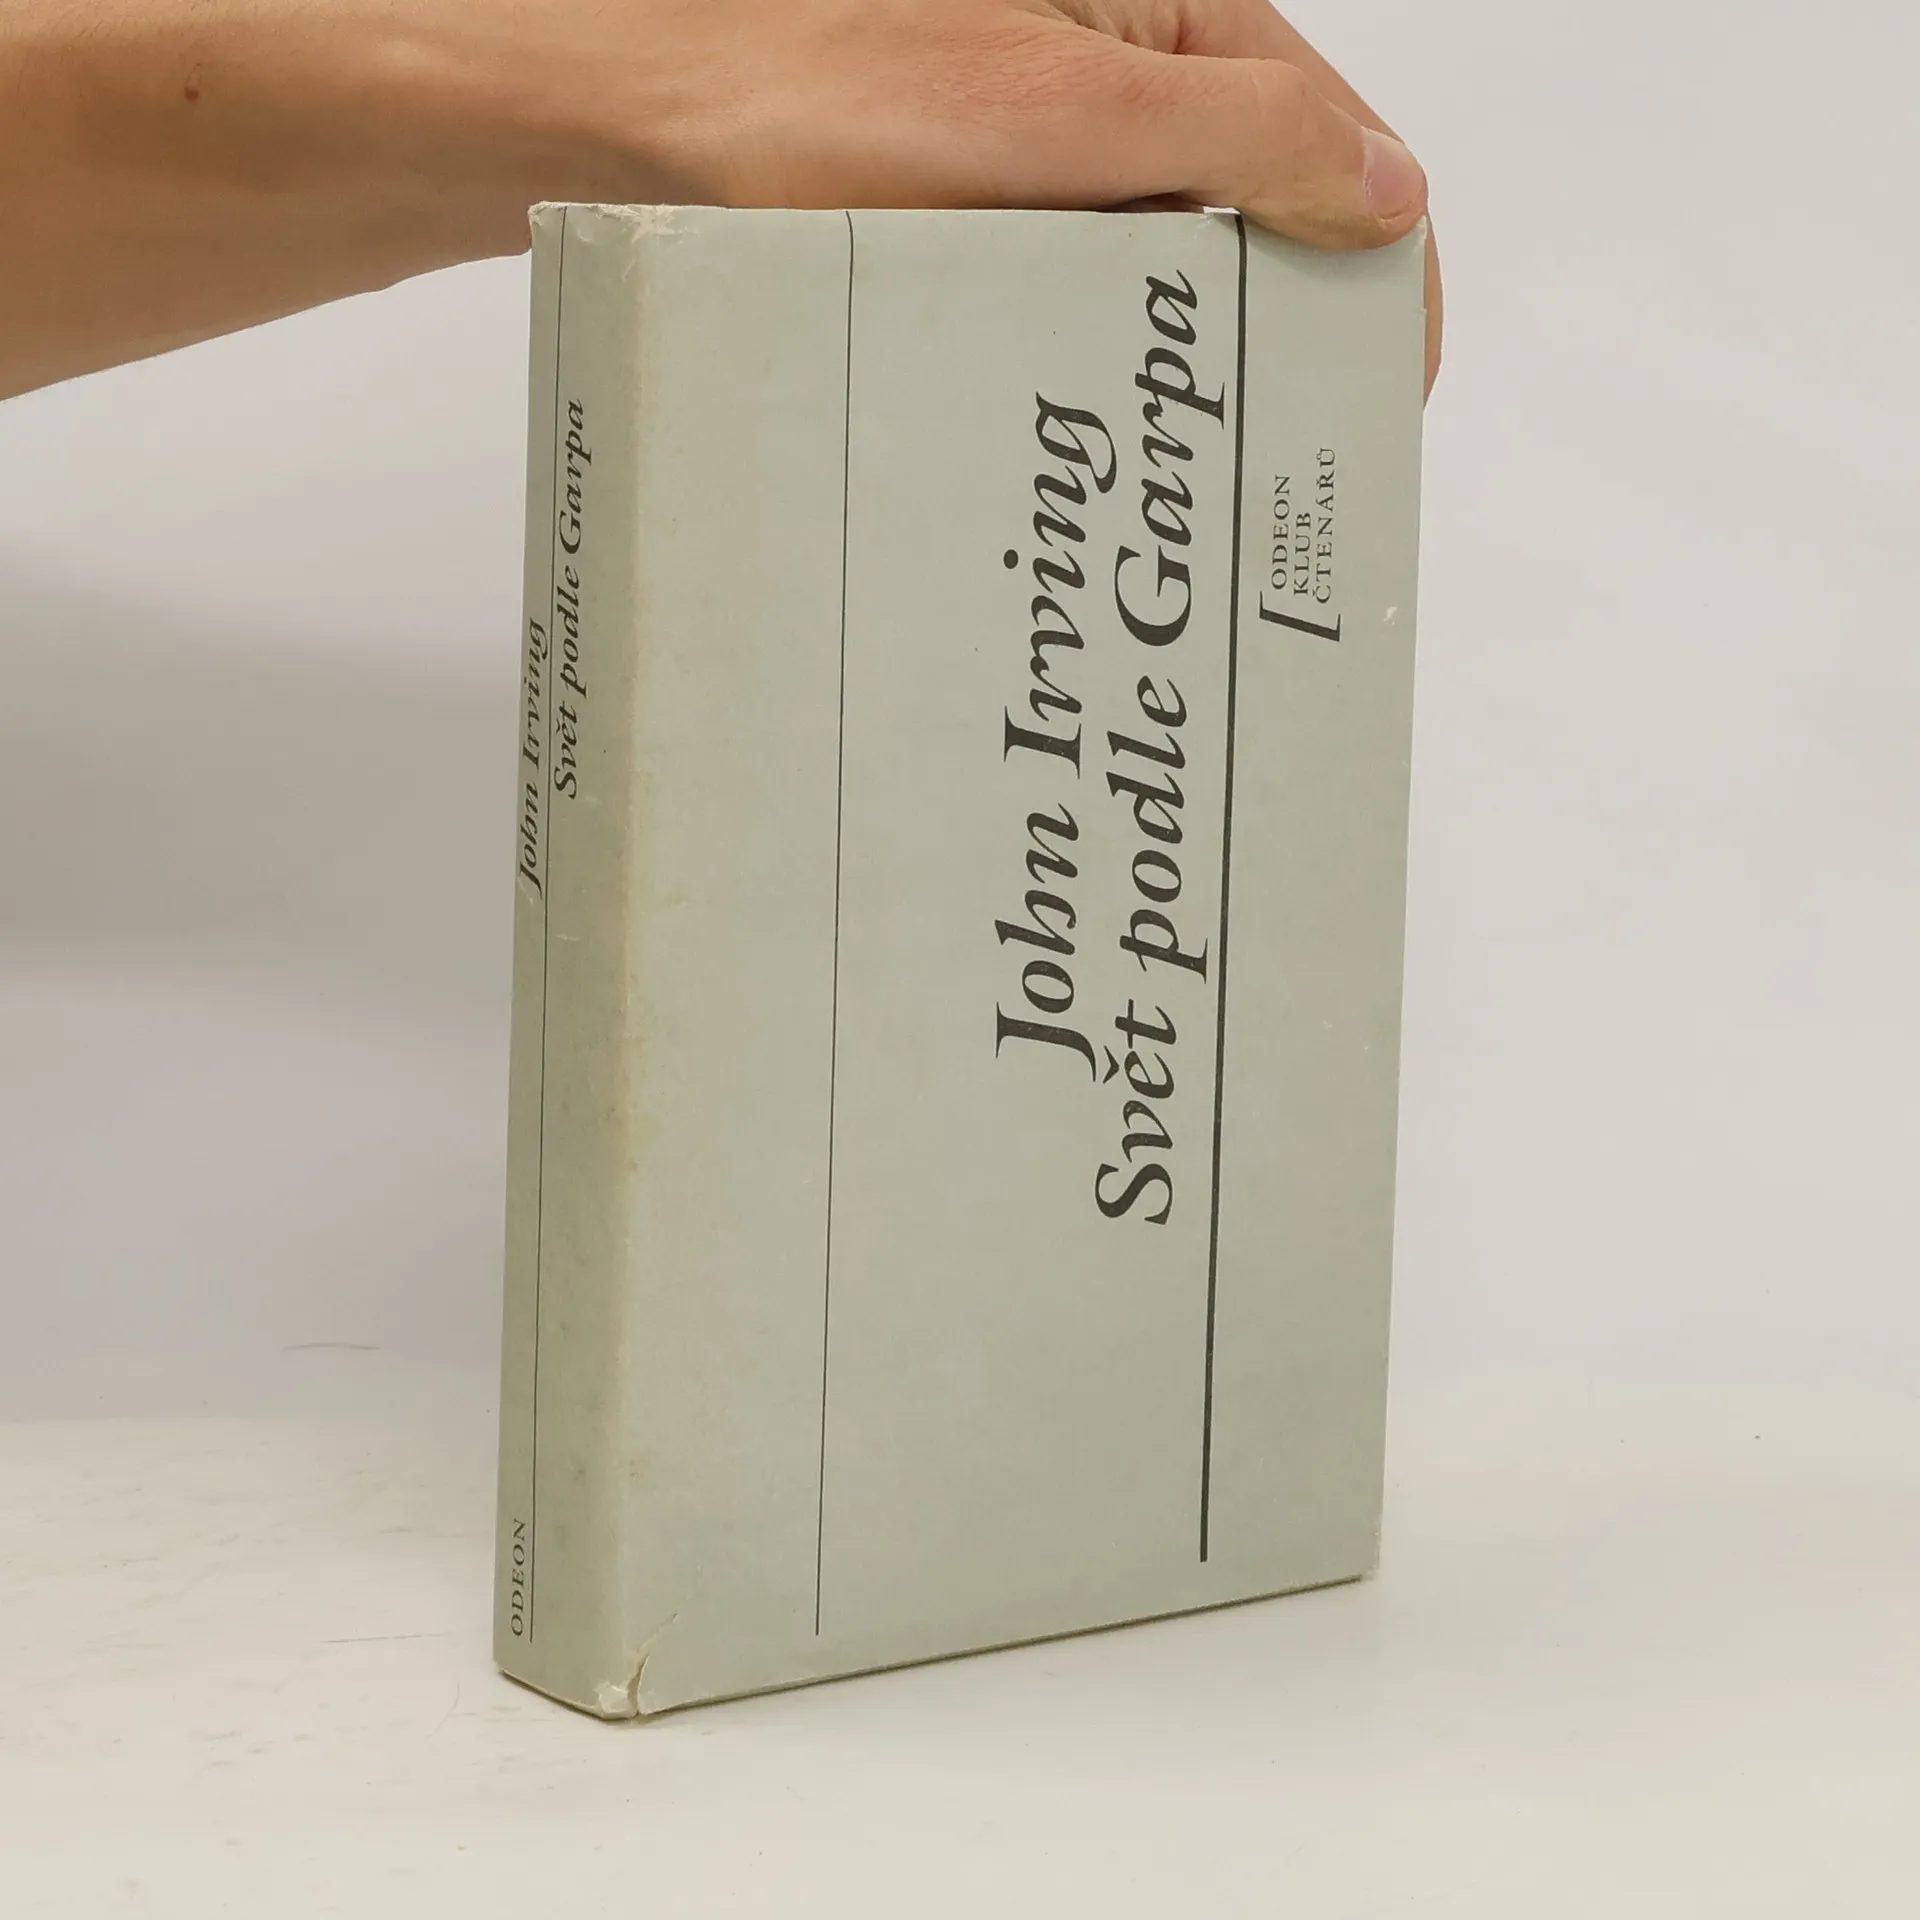 John Irving
Svět podle Garpa
ODEON
John Irving
Svět podle Garpa
ODEON
KLUB
ČTENÁŘŮ